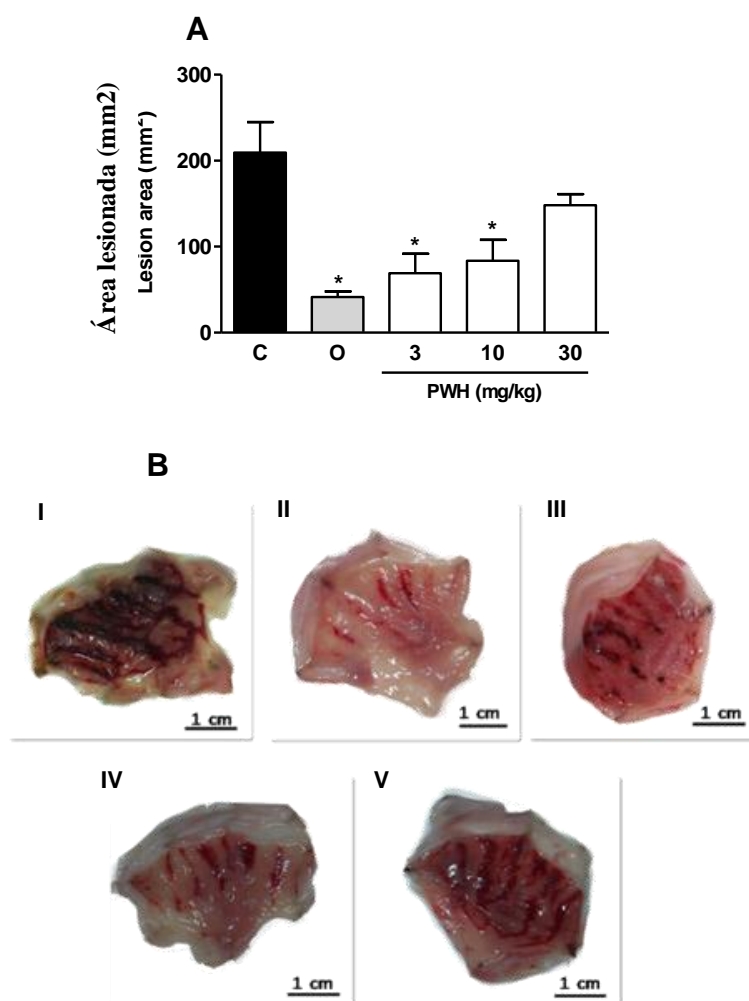 A
Área lesionada (mm2)
Lesion area (mm²)
300
200
100
0
*
*
*
C O 3 10 30
PWH (mg/kg)
B
I
II
III
1 cm
1 cm
1 cm
IV
V
1 cm
1 cm